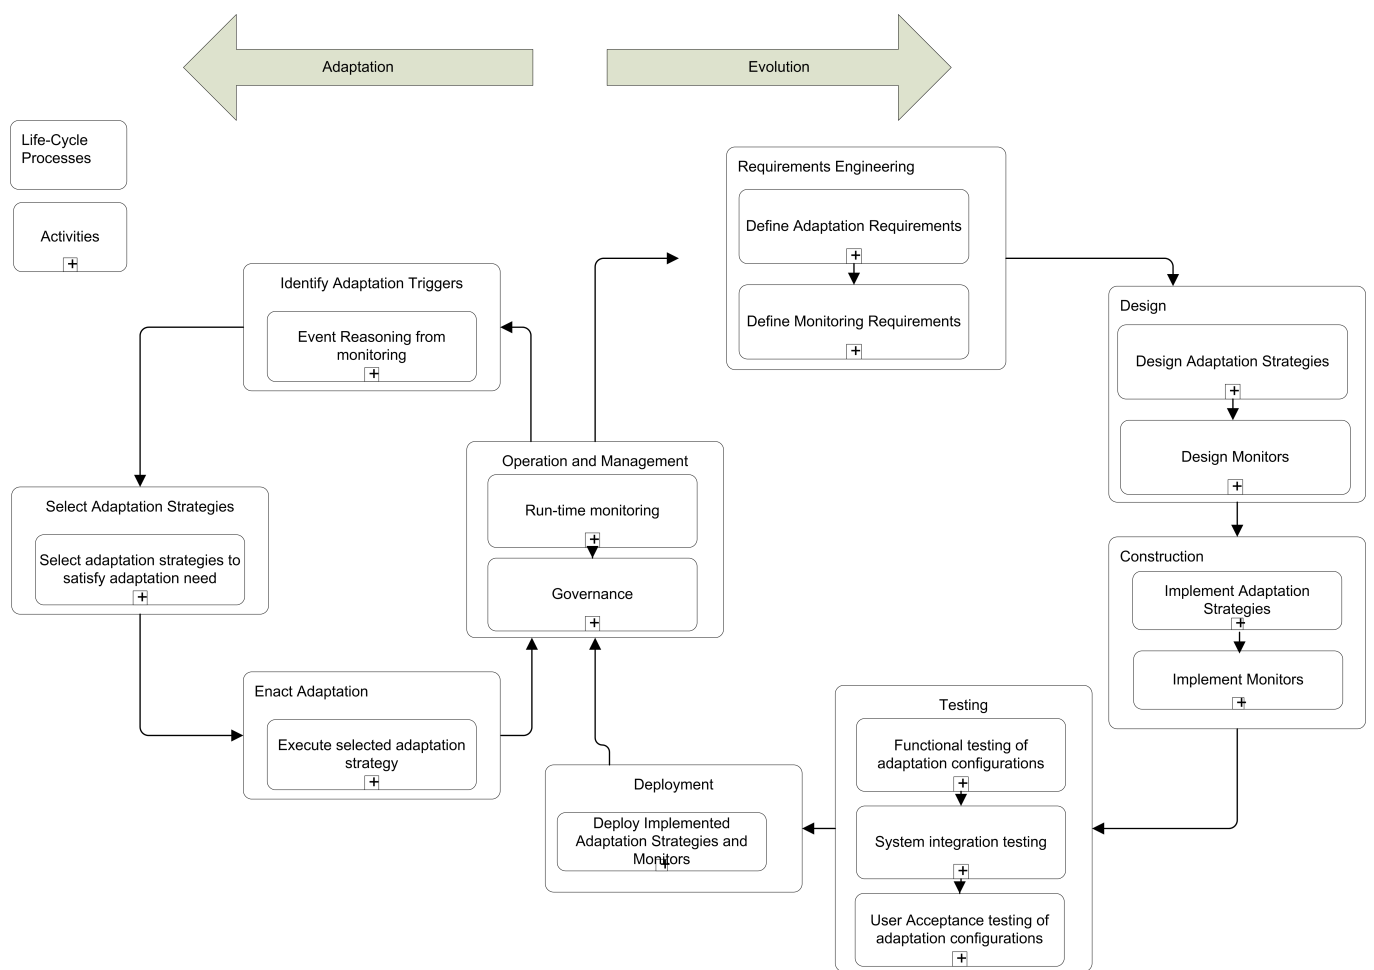 Adaptation
Evolution
Life-Cycle
Processes
Activities
Requirements Engineering
Define Adaptation Requirements
Define Monitoring Requirements
Identify Adaptation Triggers
Event Reasoning from
monitoring
Design
Design Adaptation Strategies
Design Monitors
Operation and Management
Run-time monitoring
Governance
Select Adaptation Strategies
Select adaptation strategies to
satisfy adaptation need
Construction
Implement Adaptation
Strategies
Implement Monitors
Enact Adaptation
Execute selected adaptation
strategy
Testing
Functional testing of
adaptation configurations
System integration testing
User Acceptance testing of
adaptation configurations
Deployment
Deploy Implemented
Adaptation Strategies and
Monitors